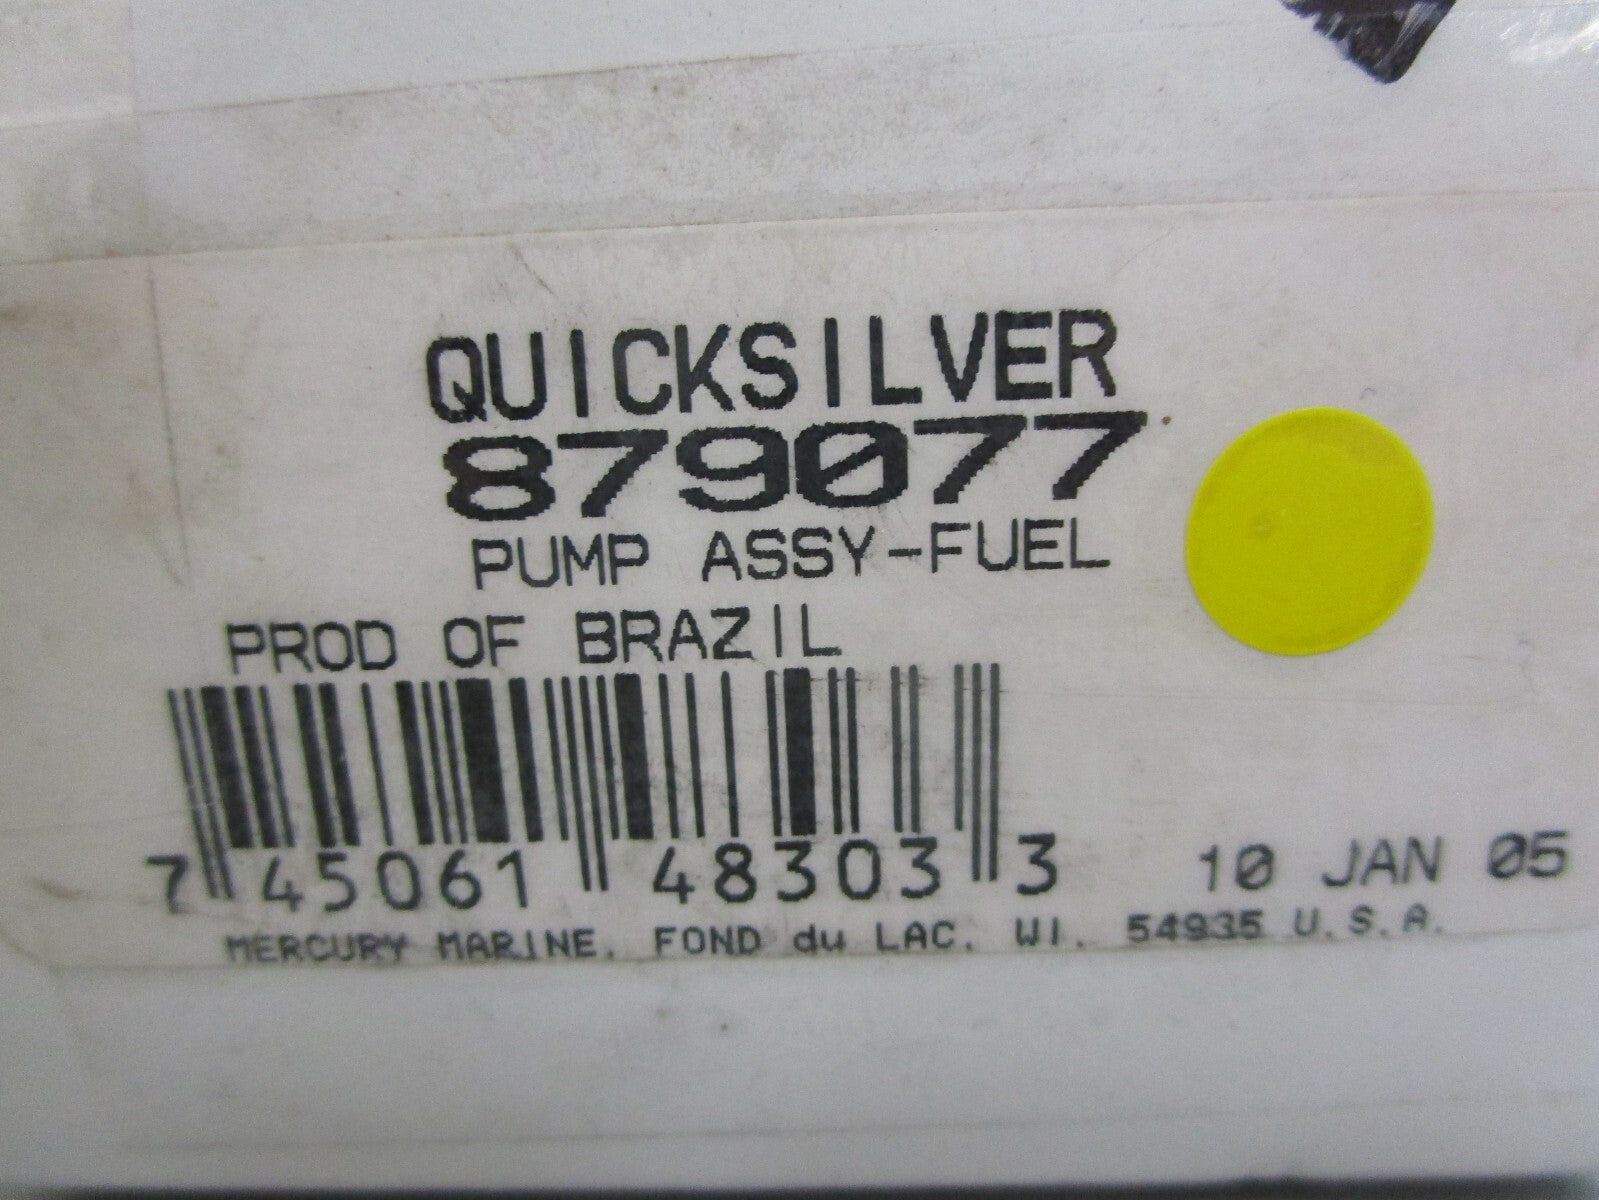 QUICKSILVER
879077
PUMP ASSY-FUEL
PROD OF BRAZIL
7 45061 48303 3 10 JAN 05
MERCURY MARINE. FOND du LAC. WI. 54935 U.S.A.